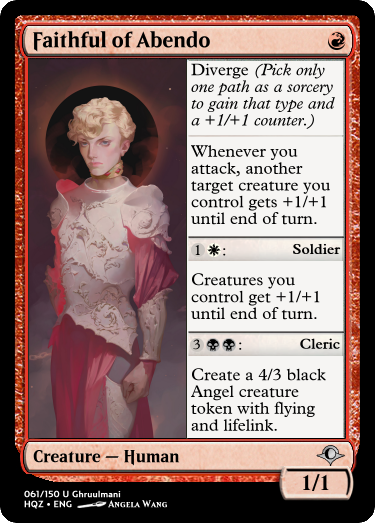 Faithful of Abendo
Diverge (Pick only
one path as a sorcery
to gain that type and
a +1/+1 counter.)
Whenever you
attack, another
target creature you
control gets +1/+1
until end of turn.
1 : Soldier
Creatures you
control get +1/+1
until end of turn.
3 : Cleric
Create a 4/3 black
Angel creature
token with flying
and lifelink.
Creature — Human
1/1
061/150 U Ghruulmani
HQZ • ENG Angela Wang